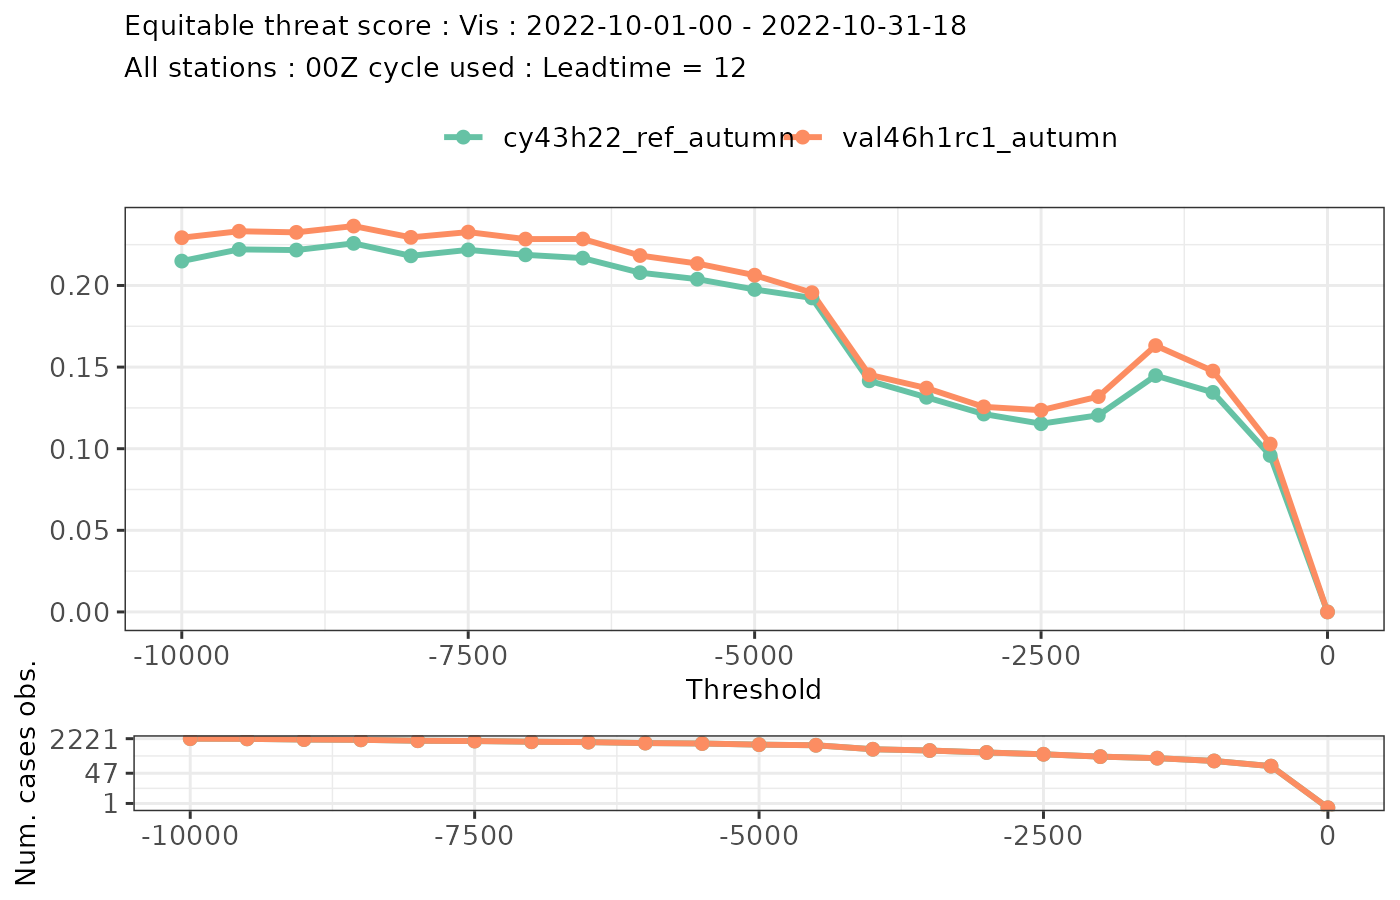 Equitable threat score : Vis : 2022-10-01-00 - 2022-10-31-18
All stations : 00Z cycle used : Leadtime = 12
cy43h22_ref_autumn val46h1rc1_autumn
0.20
0.15
0.10
0.05
0.00
-10000 -7500 -5000 -2500 0
Threshold
Num. cases obs.
2221
47
1
-10000 -7500 -5000 -2500 0